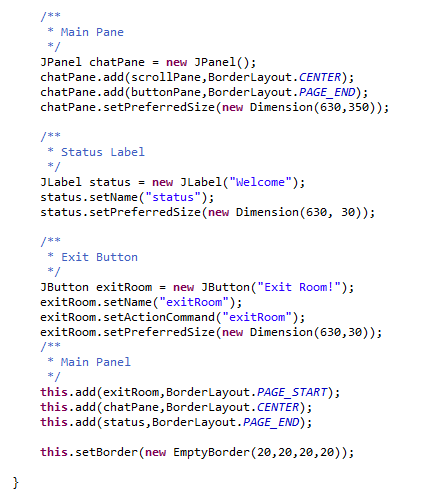 /**
 * Main Pane
 */
JPanel chatPane = new JPanel();
chatPane.add(scrollPane,BorderLayout.CENTER);
chatPane.add(buttonPane,BorderLayout.PAGE_END);
chatPane.setPreferredSize(new Dimension(630,350));
/**
 * Status Label
 */
JLabel status = new JLabel("Welcome");
status.setName("status");
status.setPreferredSize(new Dimension(630, 30));
/**
 * Exit Button
 */
JButton exitRoom = new JButton("Exit Room!");
exitRoom.setName("exitRoom");
exitRoom.setActionCommand("exitRoom");
exitRoom.setPreferredSize(new Dimension(630,30));
/**
 * Main Panel
 */
this.add(exitRoom,BorderLayout.PAGE_START);
this.add(chatPane,BorderLayout.CENTER);
this.add(status,BorderLayout.PAGE_END);
this.setBorder(new EmptyBorder(20,20,20,20));
}